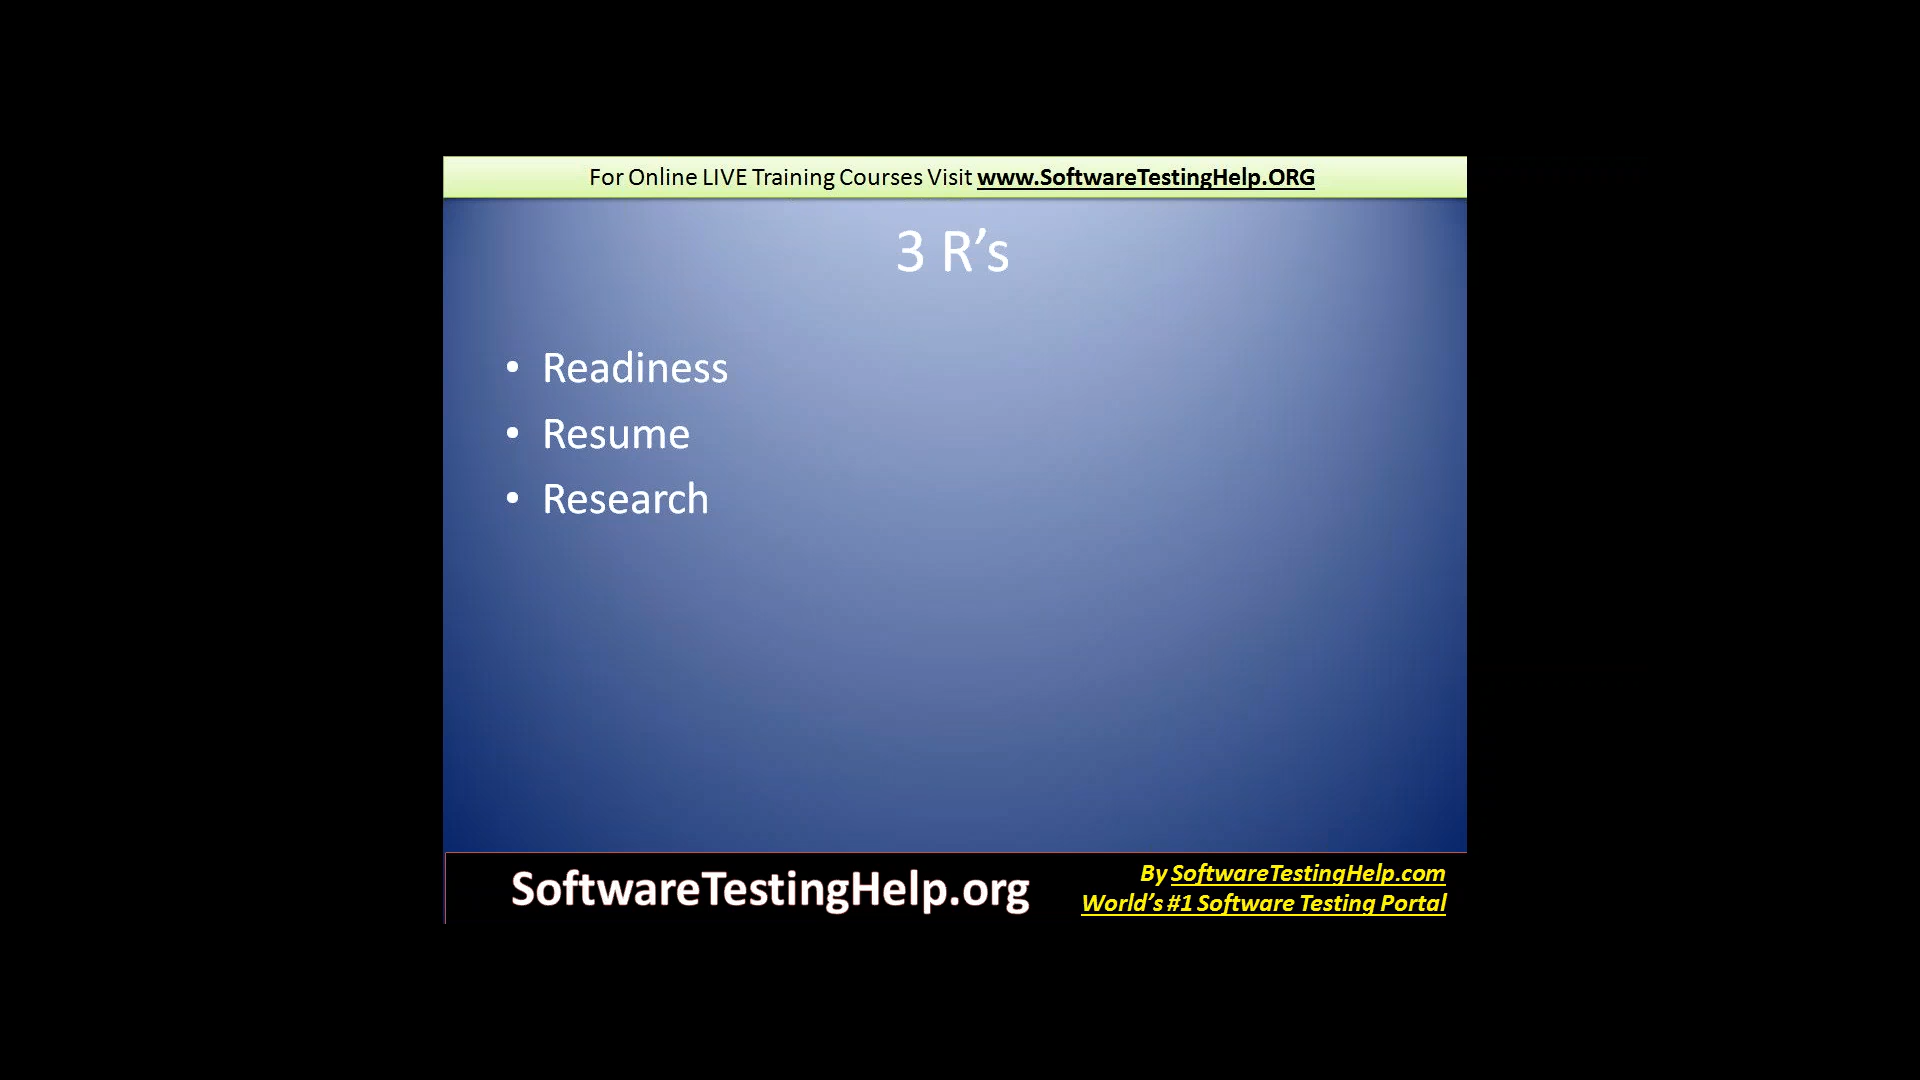 For Online LIVE Training Courses Visit www.SoftwareTestingHelp.ORG
3 R’s
• Readiness
• Resume
• Research
SoftwareTestingHelp.org
By SoftwareTestingHelp.com
World’s #1 Software Testing Portal